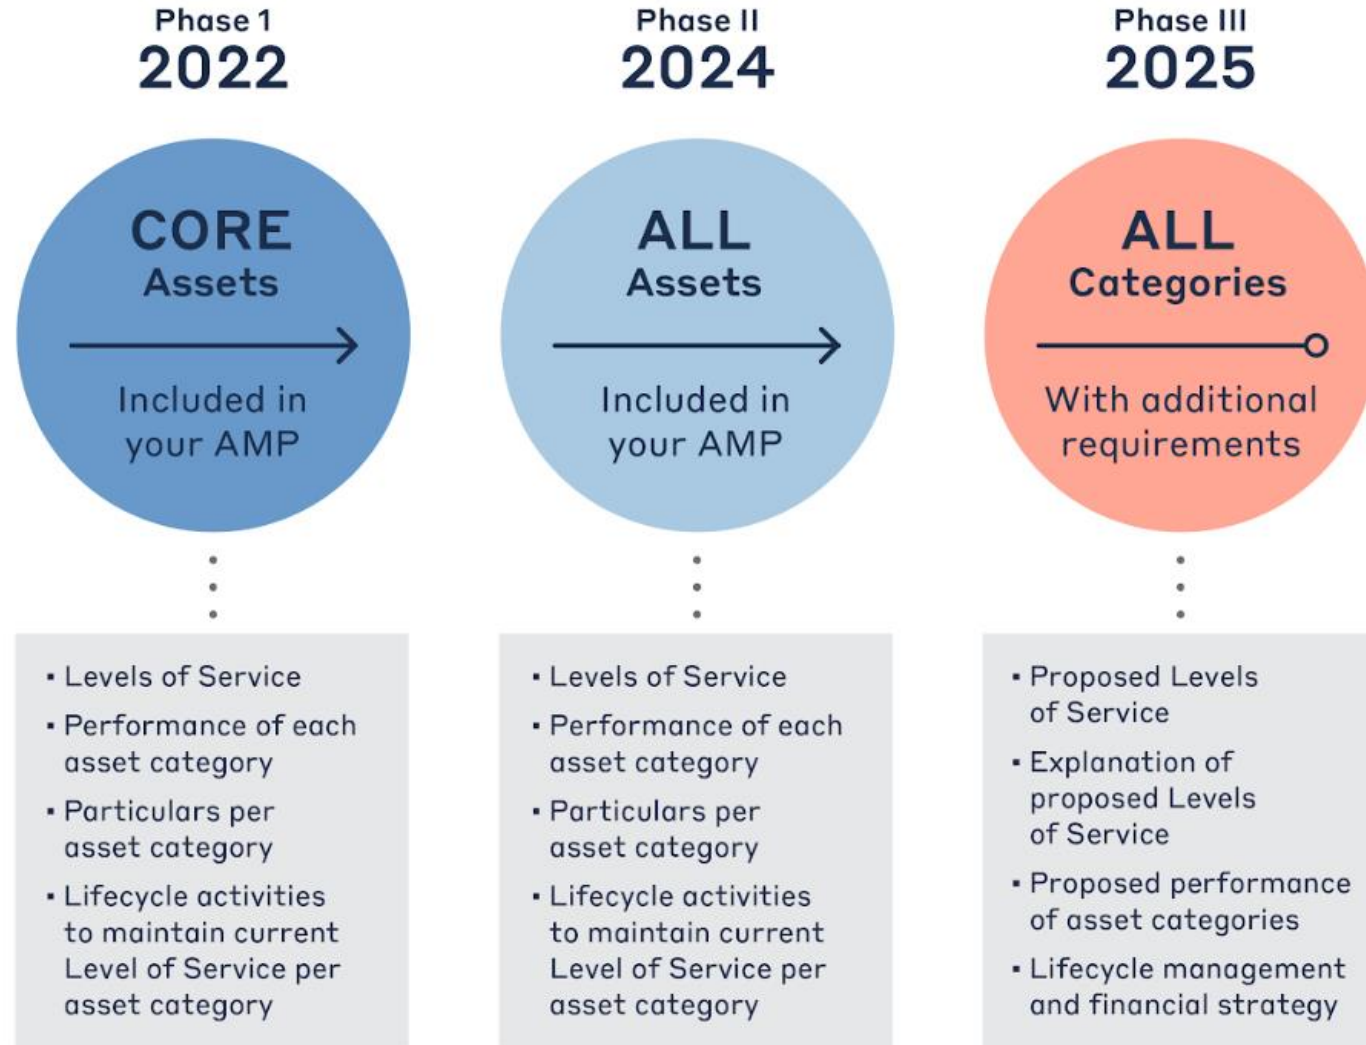 Phase 1
2022
CORE
Assets
Included in
your AMP
▪ Levels of Service
▪ Performance of each
asset category
▪ Particulars per
asset category
▪ Lifecycle activities
to maintain current
Level of Service per
asset category
Phase II
2024
ALL
Assets
Included in
your AMP
▪ Levels of Service
▪ Performance of each
asset category
▪ Particulars per
asset category
▪ Lifecycle activities
to maintain current
Level of Service per
asset category
Phase III
2025
ALL
Categories
With additional
requirements
▪ Proposed Levels
of Service
▪ Explanation of
proposed Levels
of Service
▪ Proposed performance
of asset categories
▪ Lifecycle management
and financial strategy